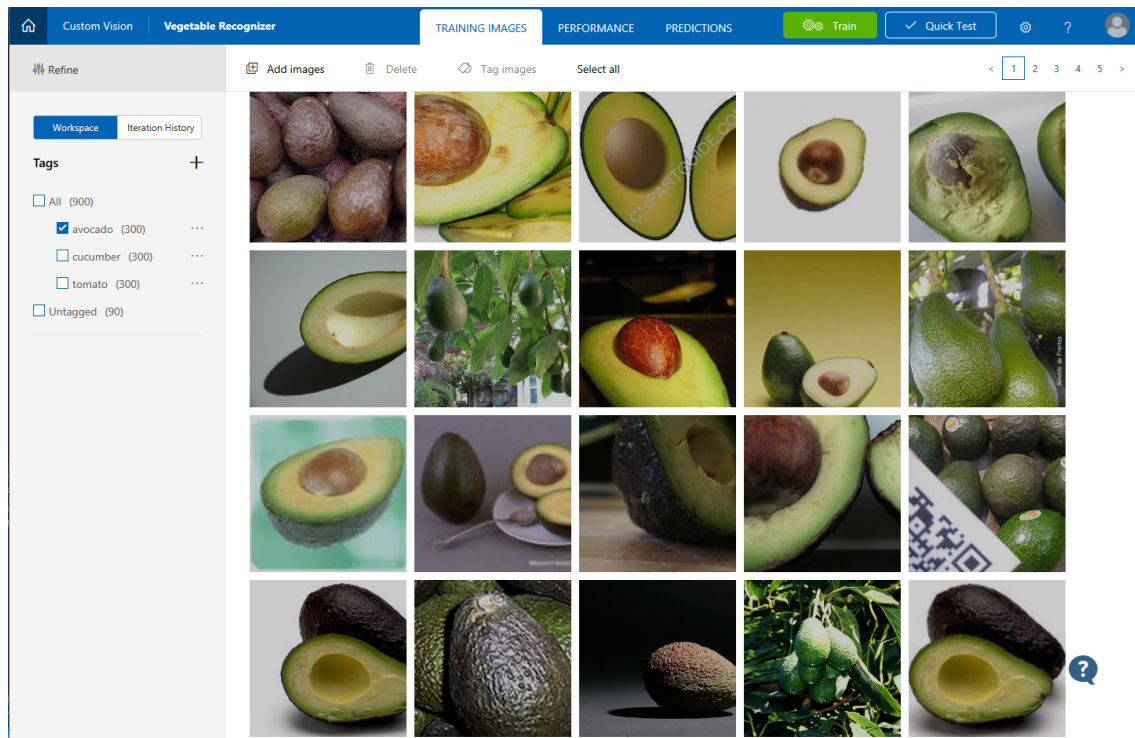 Custom Vision
Vegetable Recognizer
TRAINING IMAGES
PERFORMANCE
PREDICTIONS
Train
Quick Test
?
Refine
Add images
Delete
Tag images
Select all
< 1 2 3 4 5 >
Workspace
Iteration History
Tags
+
All (900)
avocado (300) ...
cucumber (300) ...
tomato (300) ...
Untagged (90)
CLIPARTGUIDE.CO
?